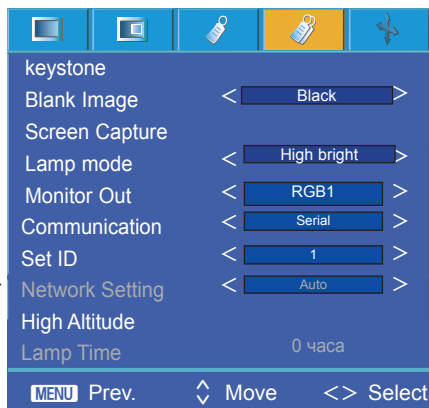 keystone
Blank Image < Black >
Screen Capture
Lamp mode < High bright >
Monitor Out < RGB1 >
Communication < Serial >
Set ID < 1 >
Network Setting < Auto >
High Altitude
Lamp Time 0 часа
MENU Prev. Move <> Select